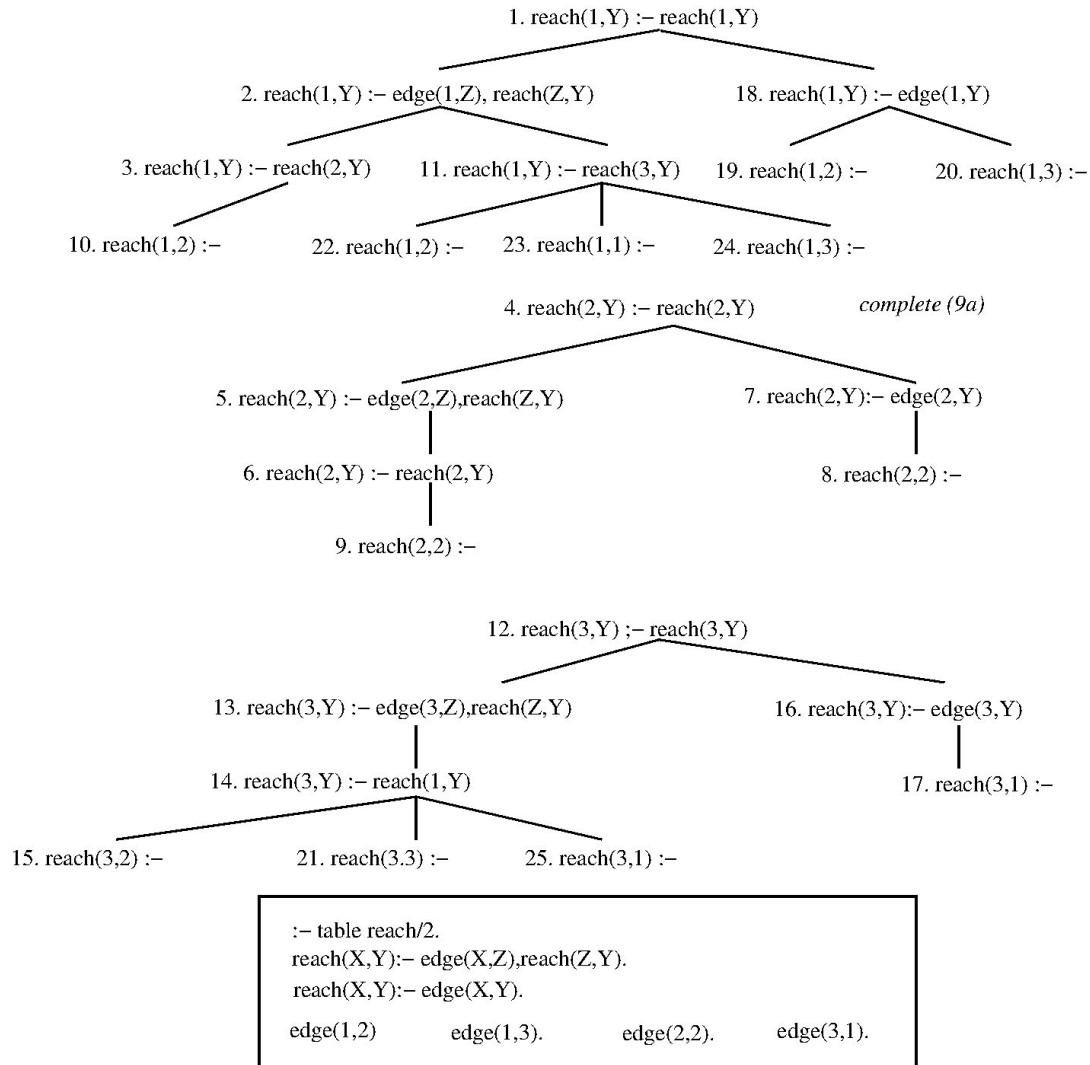 1. reach(1,Y) :– reach(1,Y)
2. reach(1,Y) :– edge(1,Z), reach(Z,Y)
18. reach(1,Y) :– edge(1,Y)
3. reach(1,Y) :– reach(2,Y)
11. reach(1,Y) :– reach(3,Y)
19. reach(1,2) :–
20. reach(1,3) :–
10. reach(1,2) :–
22. reach(1,2) :–
23. reach(1,1) :–
24. reach(1,3) :–
4. reach(2,Y) :– reach(2,Y)
complete (9a)
5. reach(2,Y) :– edge(2,Z),reach(Z,Y)
7. reach(2,Y):– edge(2,Y)
6. reach(2,Y) :– reach(2,Y)
8. reach(2,2) :–
9. reach(2,2) :–
12. reach(3,Y) ;– reach(3,Y)
13. reach(3,Y) :– edge(3,Z),reach(Z,Y)
16. reach(3,Y):– edge(3,Y)
14. reach(3,Y) :– reach(1,Y)
17. reach(3,1) :–
15. reach(3,2) :–
21. reach(3.3) :–
25. reach(3,1) :–
:– table reach/2.
reach(X,Y):– edge(X,Z),reach(Z,Y).
reach(X,Y):– edge(X,Y).
edge(1,2) edge(1,3). edge(2,2). edge(3,1).